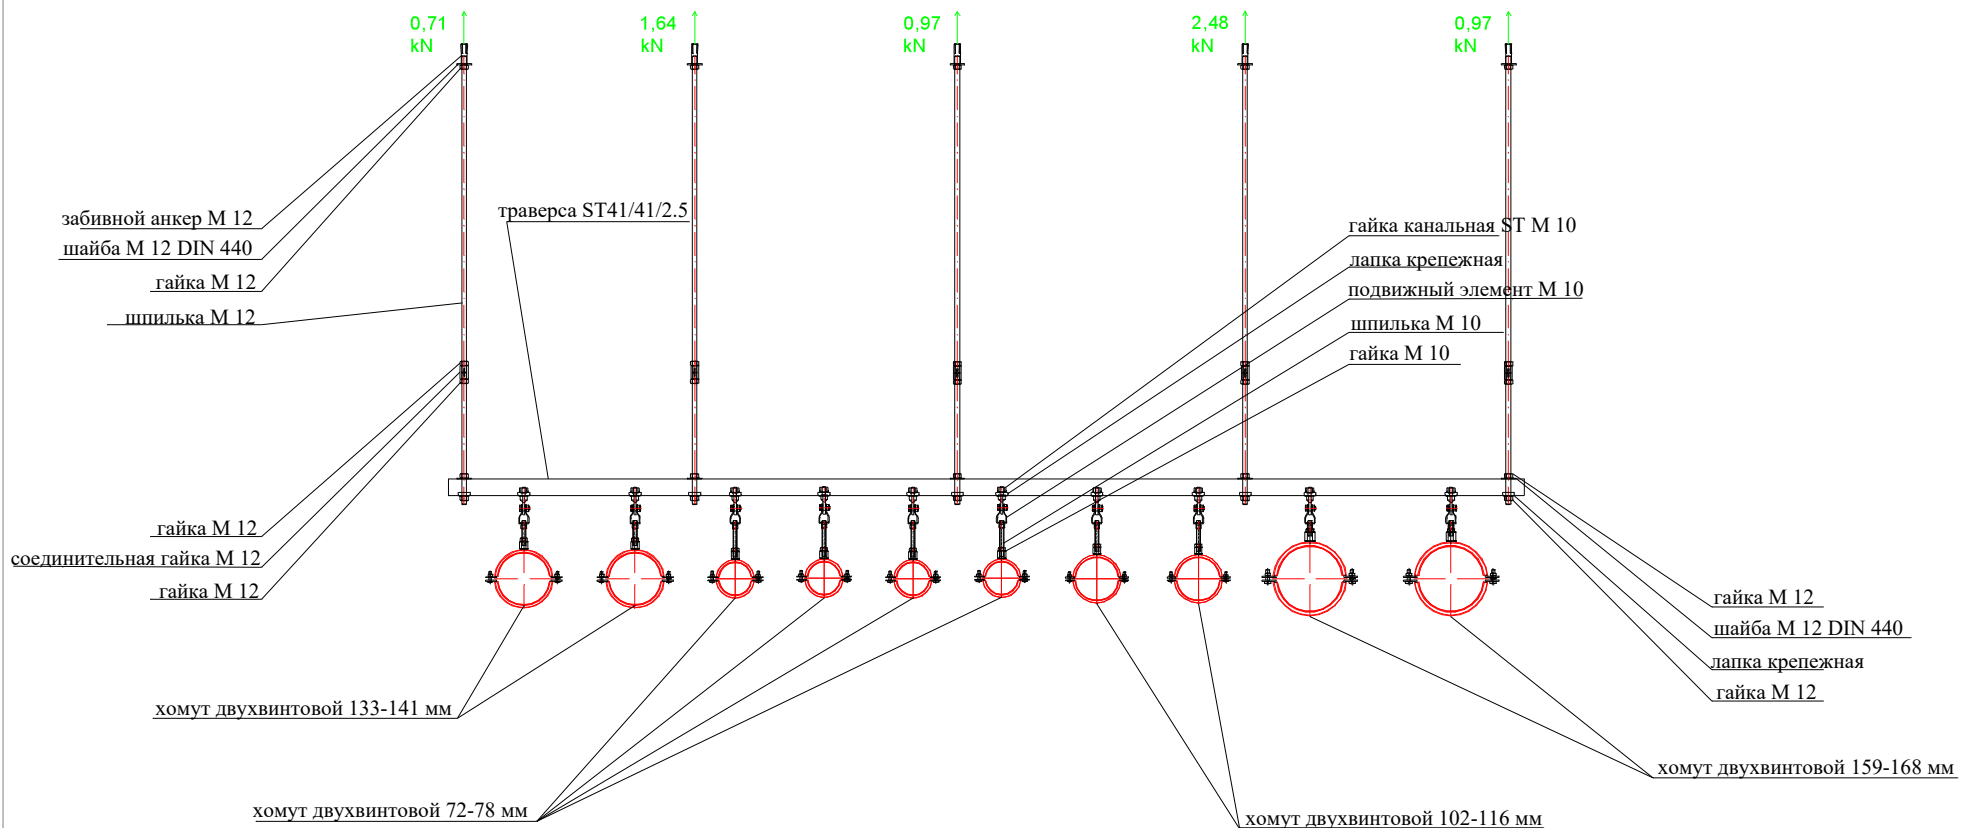 0,71
kN
1,64
kN
0,97
kN
2,48
kN
0,97
kN
забивной анкер М 12
шайба М 12 DIN 440
гайка М 12
шпилька М 12
траверса ST41/41/2.5
гайка канальная ST М 10
лапка крепежная
подвижный элемент М 10
шпилька М 10
гайка М 10
гайка М 12
соединительная гайка М 12
гайка М 12
гайка М 12
шайба М 12 DIN 440
лапка крепежная
гайка М 12
хомут двухвинтовой 133-141 мм
хомут двухвинтовой 159-168 мм
хомут двухвинтовой 72-78 мм
хомут двухвинтовой 102-116 мм